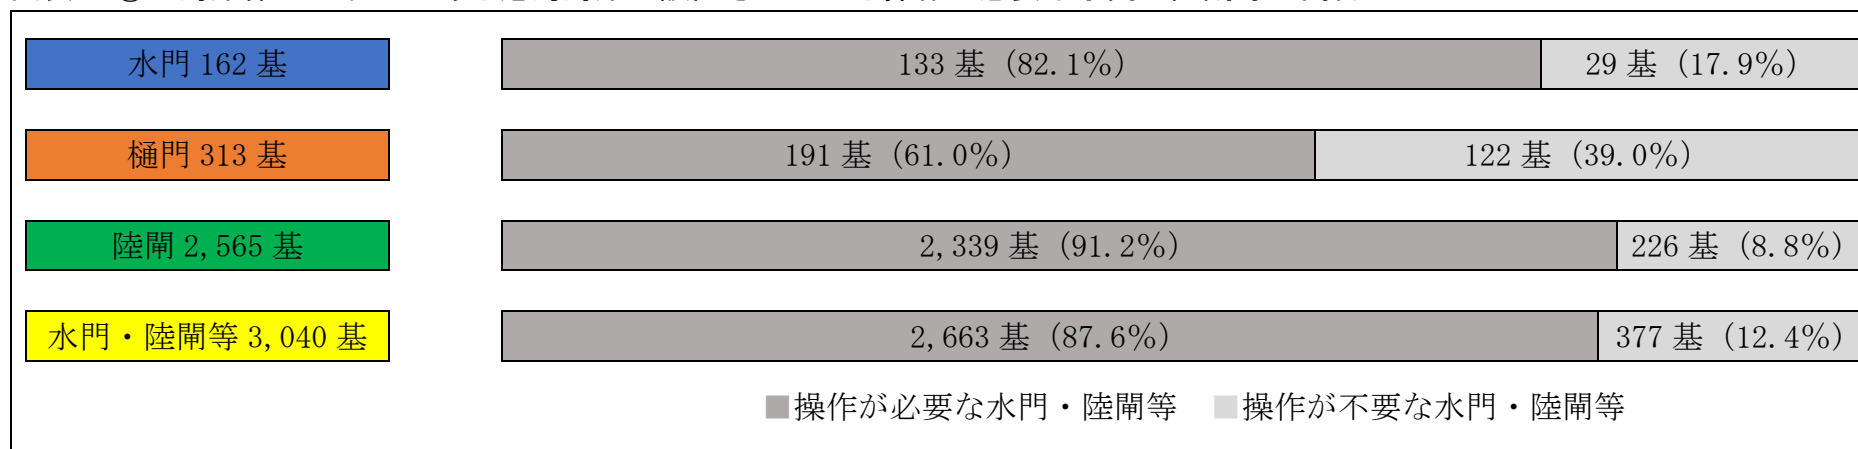 水門 162 基 133 基 (82.1%) 29 基 (17.9%)
樋門 313 基 191 基 (61.0%) 122 基 (39.0%)
陸閘 2,565 基 2,339 基 (91.2%) 226 基 (8.8%)
水門・陸閘等 3,040 基 2,663 基 (87.6%) 377 基 (12.4%)
■操作が必要な水門・陸閘等 ■操作が不要な水門・陸閘等